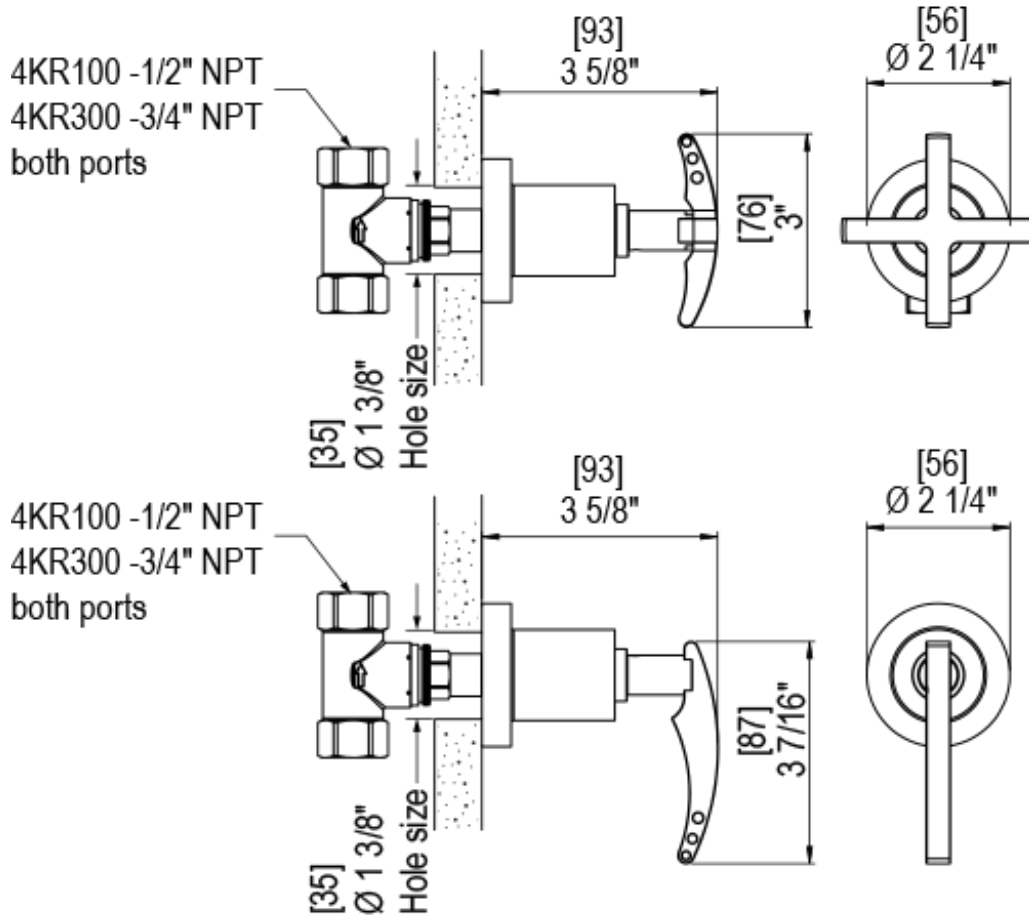 4KR100 -1/2" NPT
4KR300 -3/4" NPT
both ports
[93]
3 5/8"
[56]
Ø 2 1/4"
[76]
3"
[35]
Ø 1 3/8"
Hole size
4KR100 -1/2" NPT
4KR300 -3/4" NPT
both ports
[93]
3 5/8"
[56]
Ø 2 1/4"
[87]
3 7/16"
[35]
Ø 1 3/8"
Hole size